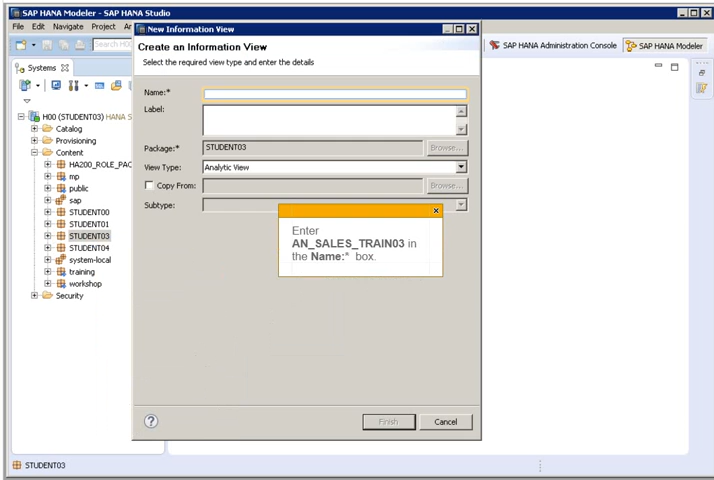 SAP HANA Modeler - SAP HANA Studio
File Edit Navigate Project
New Information View
Create an Information View
Select the required view type and enter the details
SAP HANA Administration Console
SAP HANA Modeler
Systems
H00 (STUDENT03) HANA S
Catalog
Provisioning
Content
HA200_ROLE_PAC
mp
public
sap
STUDENT00
STUDENT01
STUDENT03
STUDENT04
system-local
training
workshop
Security
Name:*
Label:
Package:* STUDENT03 Browse...
View Type: Analytic View
Copy From: Browse...
Subtype:
Enter
AN_SALES_TRAIN03 in
the Name:* box.
? Finish Cancel
STUDENT03